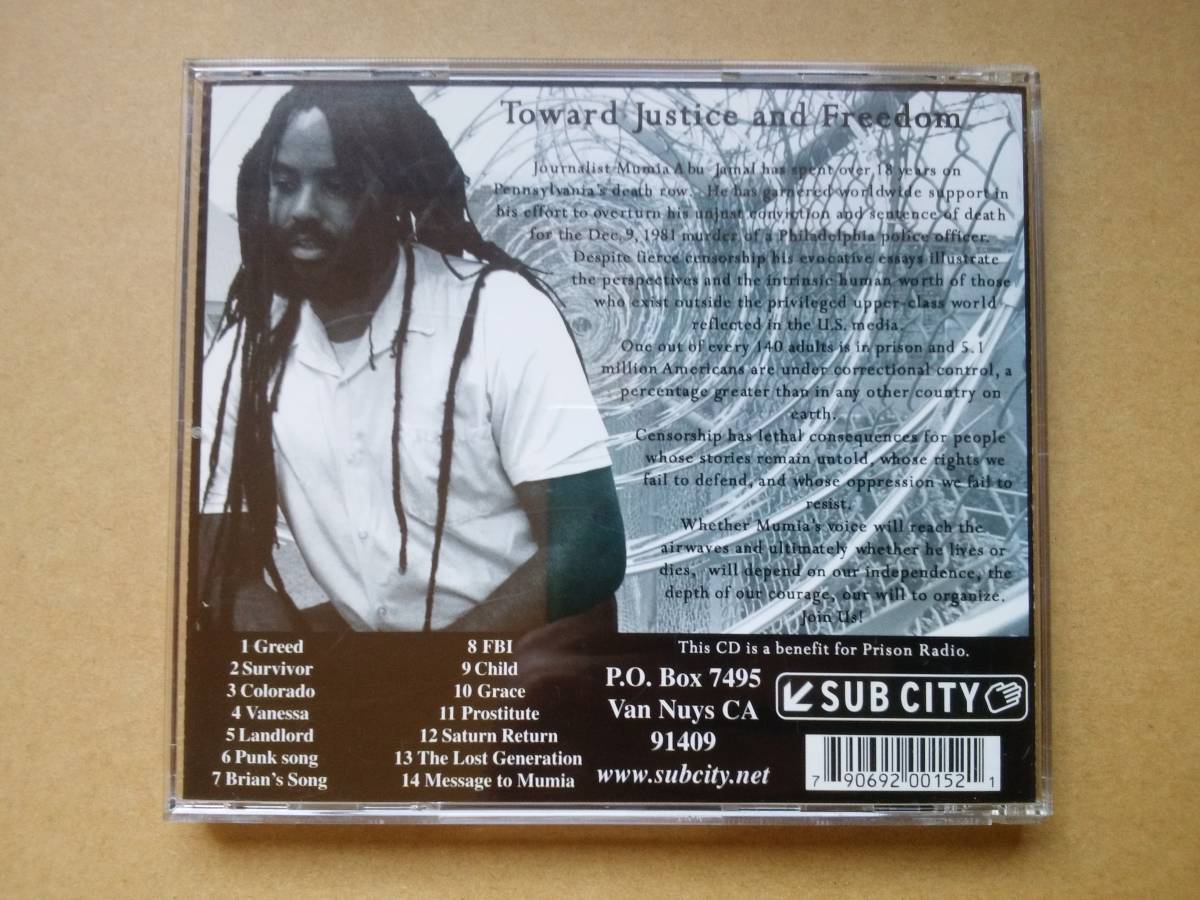 Toward Justice and Freedom
Journalist Mumia Abu Jamal has spent over 18 years on
Pennsylvania's death row. He has garnered worldwide support in
his effort to overturn his unjust conviction and sentence of death
for the Dec.9, 1981 murder of a Philadelphia police officer.
Despite fierce censorship his evocative essays illustrate
the perspectives and the intrinsic human worth of those
who exist outside the privileged upper-class world
reflected in the U.S. media.
One out of every 140 adults is in prison and 5.1
million Americans are under correctional control, a
percentage greater than in any other country on
earth.
Censorship has lethal consequences for people
whose stories remain untold, whose rights we
fail to defend, and whose oppression we fail to
resist.
Whether Mumia's voice will reach the
airwaves and ultimately whether he lives or
dies, will depend on our independence, the
depth of our courage, our will to organize.
Join Us!
1 Greed
2 Survivor
3 Colorado
4 Vanessa
5 Landlord
6 Punk song
7 Brian's Song
8 FBI
9 Child
10 Grace
11 Prostitute
12 Saturn Return
13 The Lost Generation
14 Message to Mumia
This CD is a benefit for Prison Radio.
P.O. Box 7495
Van Nuys CA
91409
www.subcity.net
SUB CITY
7 90692 00152 1